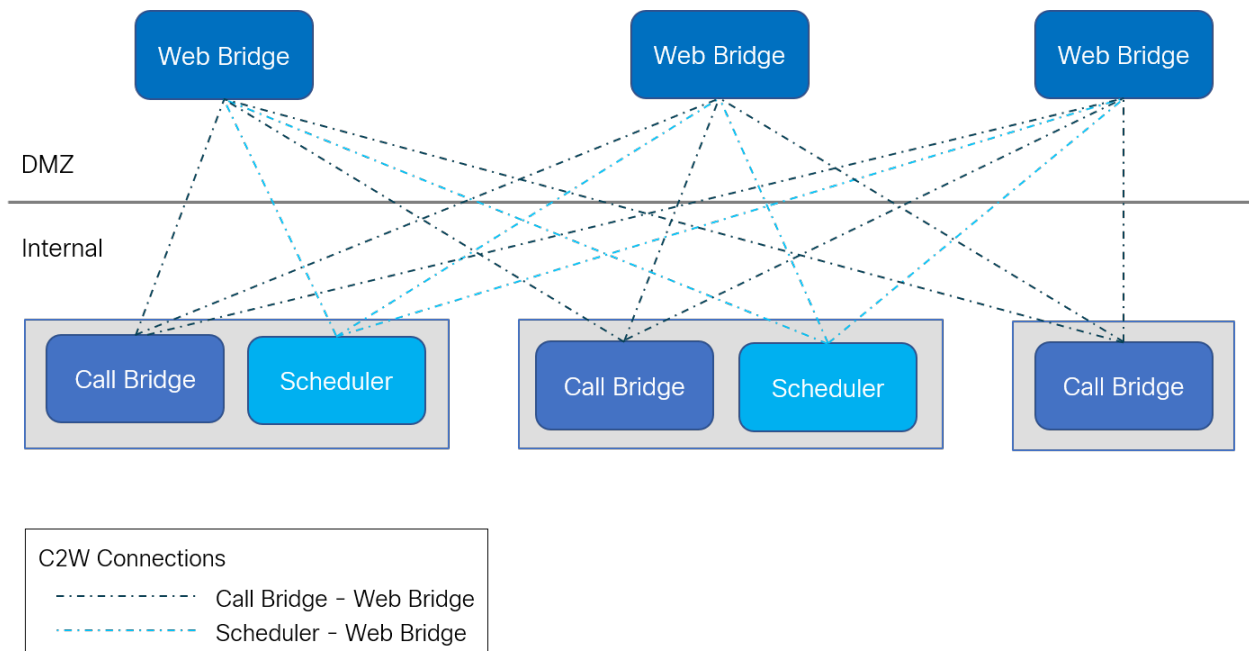 Web Bridge
Web Bridge
Web Bridge
DMZ
Internal
Call Bridge
Scheduler
Call Bridge
Scheduler
Call Bridge
C2W Connections
Call Bridge - Web Bridge
Scheduler - Web Bridge